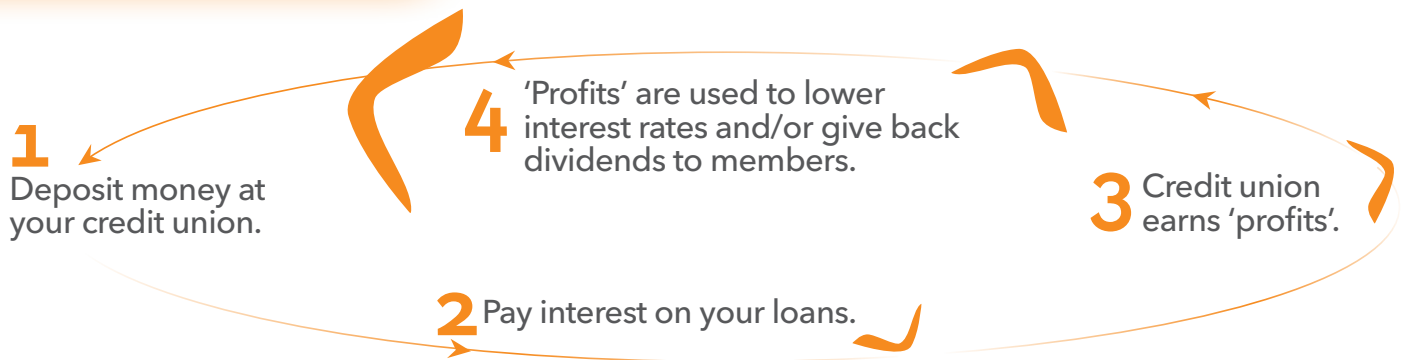 1
Deposit money at
your credit union.
2 Pay interest on your loans.
3 Credit union
earns ‘profits’.
4 ‘Profits’ are used to lower
interest rates and/or give back
dividends to members.